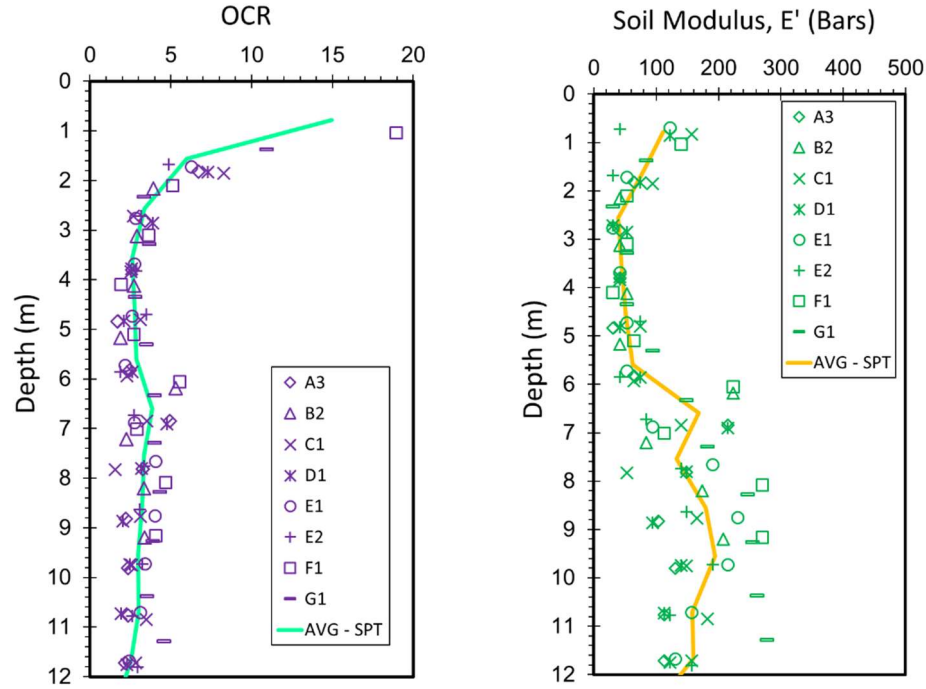 OCR
0 5 10 15 20
0
1
2
3
4
5
6
7
8
9
10
11
12
Depth (m)
A3
B2
C1
D1
E1
E2
F1
G1
AVG - SPT
Soil Modulus, E' (Bars)
0 100 200 300 400 500
0
1
2
3
4
5
6
7
8
9
10
11
12
Depth (m)
A3
B2
C1
D1
E1
E2
F1
G1
AVG - SPT